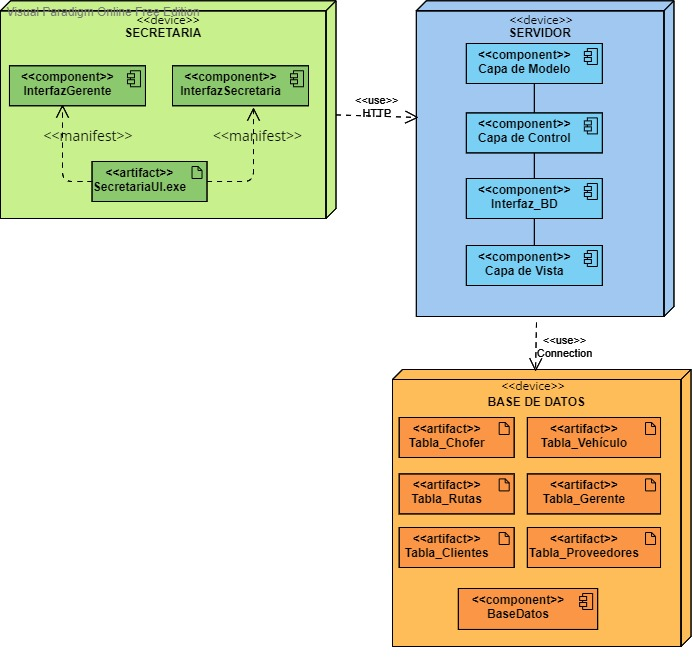 Visual Paradigm Online Free Edition
<<device>>
SECRETARIA
<<component>>
InterfazGerente
<<component>>
InterfazSecretaria
<<manifest>>
<<manifest>>
<<artifact>>
SecretariaUI.exe
<<use>>
HTTP
<<device>>
SERVIDOR
<<component>>
Capa de Modelo
<<component>>
Capa de Control
<<component>>
Interfaz_BD
<<component>>
Capa de Vista
<<use>>
Connection
<<device>>
BASE DE DATOS
<<artifact>>
Tabla_Chofer
<<artifact>>
Tabla_Vehículo
<<artifact>>
Tabla_Rutas
<<artifact>>
Tabla_Gerente
<<artifact>>
Tabla_Clientes
<<artifact>>
Tabla_Proveedores
<<component>>
BaseDatos